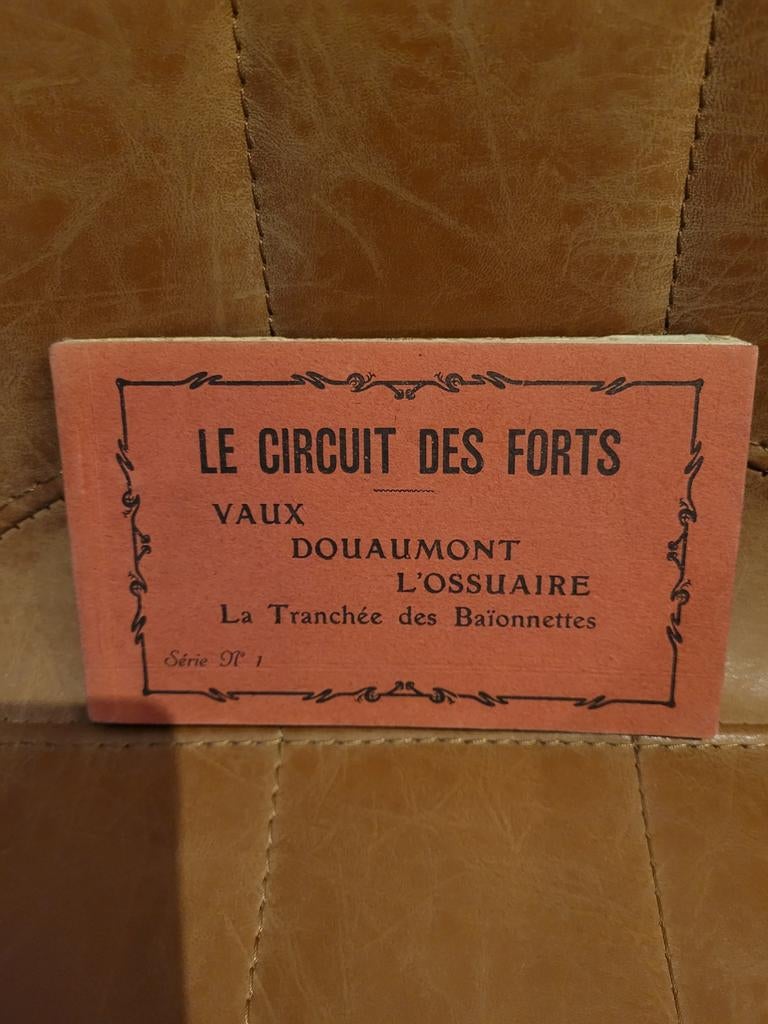 LE CIRCUIT DES FORTS
VAUX
DOUAUMONT
L'OSSUAIRE
La Tranchée des Baïonnettes
Série N° 1